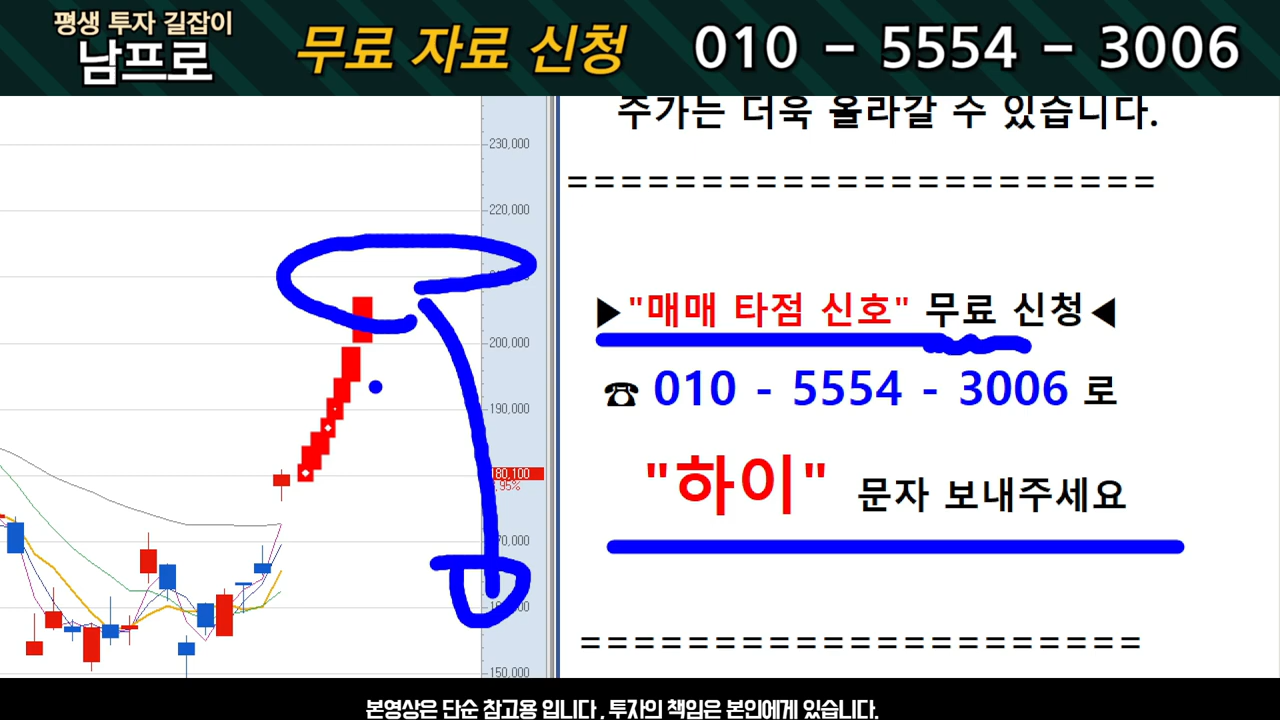 평생 투자 길잡이
남프로
무료 자료 신청
010 - 5554 - 3006
주가는 더욱 올라갈 수 있습니다.
======================
▶"매매 타점 신호" 무료 신청◀
☎ 010 - 5554 - 3006 로
"하이" 문자 보내주세요
=====================
230,000
220,000
200,000
190,000
80,100
.95%
70,000
150,000
본영상은 단순 참고용 입니다, 투자의 책임은 본인에게 있습니다.